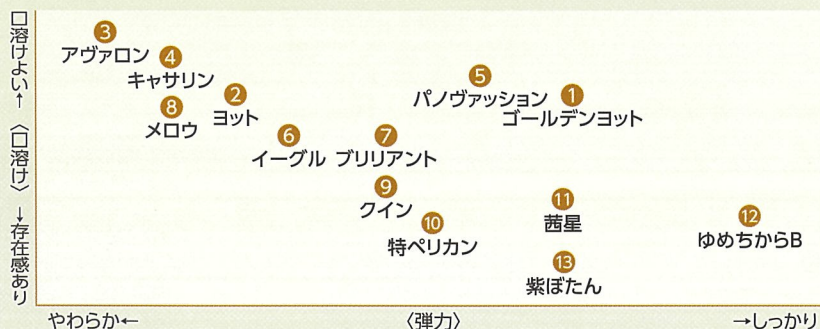 口溶けよい↑ 〈口溶け〉 ↓存在感あり
3
アヴァロン
4
キャサリン
5
パノヴァッション
2
ヨット
1
ゴールデンヨット
8
メロウ
6
イーグル
7
ブリリアント
9
クイン
10
特ペリカン
11
茜星
12
ゆめちからB
13
紫ぼたん
やわらか← 〈弾力〉 →しっかり